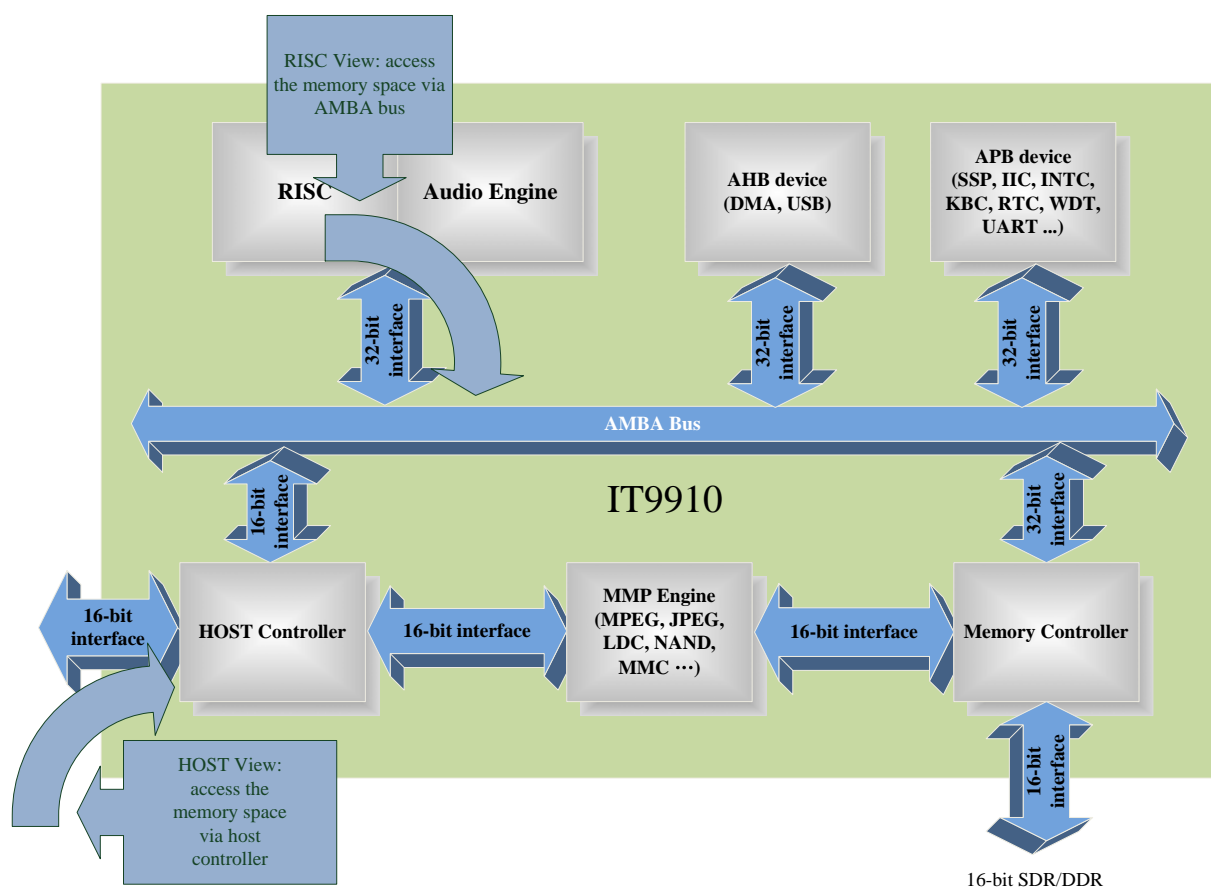 RISC View: access
the memory space via
AMBA bus
RISC
Audio Engine
AHB device
(DMA, USB)
APB device
(SSP, IIC, INTC,
KBC, RTC, WDT,
UART ...)
32-bit
interface
32-bit
interface
32-bit
interface
AMBA Bus
16-bit
interface
IT9910
32-bit
interface
16-bit
interface
HOST Controller
16-bit interface
MMP Engine
(MPEG, JPEG,
LDC, NAND,
MMC ⋯)
16-bit interface
Memory Controller
HOST View:
access the
memory space
via host
controller
16-bit
interface
16-bit SDR/DDR